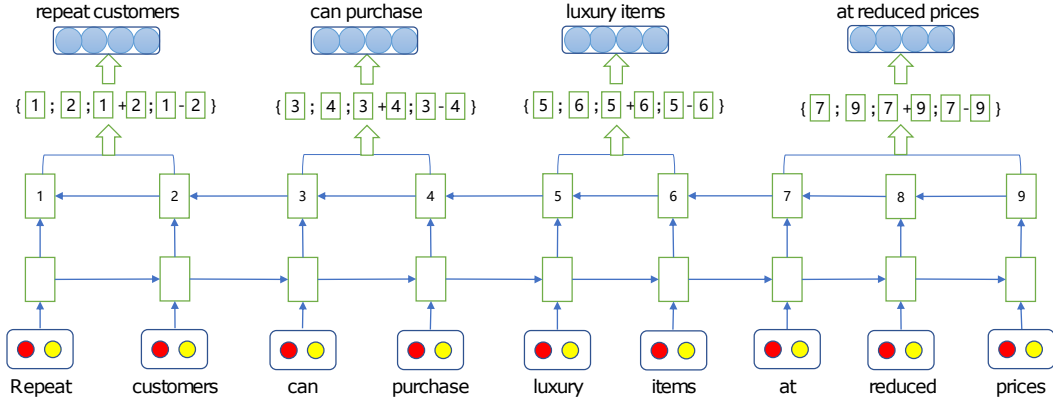 repeat customers can purchase luxury items at reduced prices
{ 1 ; 2 ; 1 + 2 ; 1 - 2 } { 3 ; 4 ; 3 + 4 ; 3 - 4 } { 5 ; 6 ; 5 + 6 ; 5 - 6 } { 7 ; 9 ; 7 + 9 ; 7 - 9 }
1 2 3 4 5 6 7 8 9
Repeat customers can purchase luxury items at reduced prices